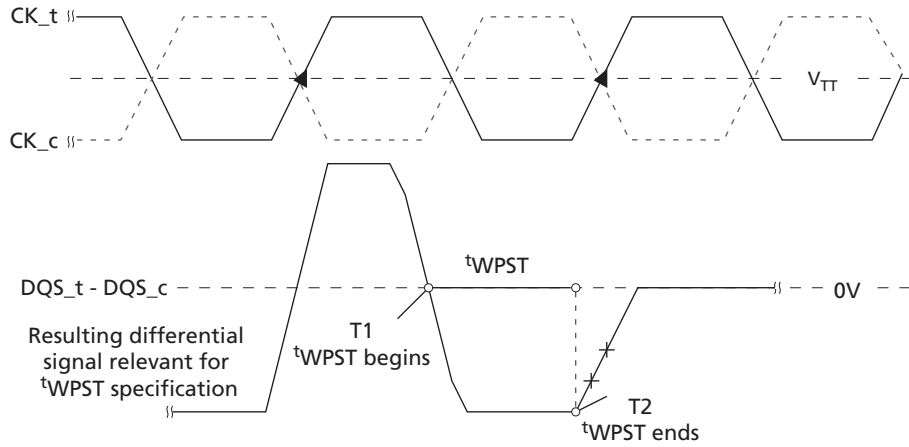 CK_t
V_TT
CK_c
tWPST
DQS_t - DQS_c
0V
T1
tWPST begins
Resulting differential
signal relevant for
tWPST specification
T2
tWPST ends